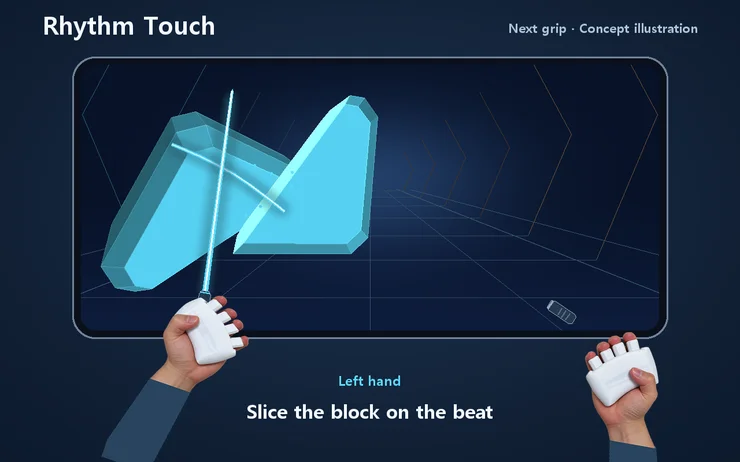 Rhythm Touch
Next grip · Concept illustration
Left hand
Slice the block on the beat